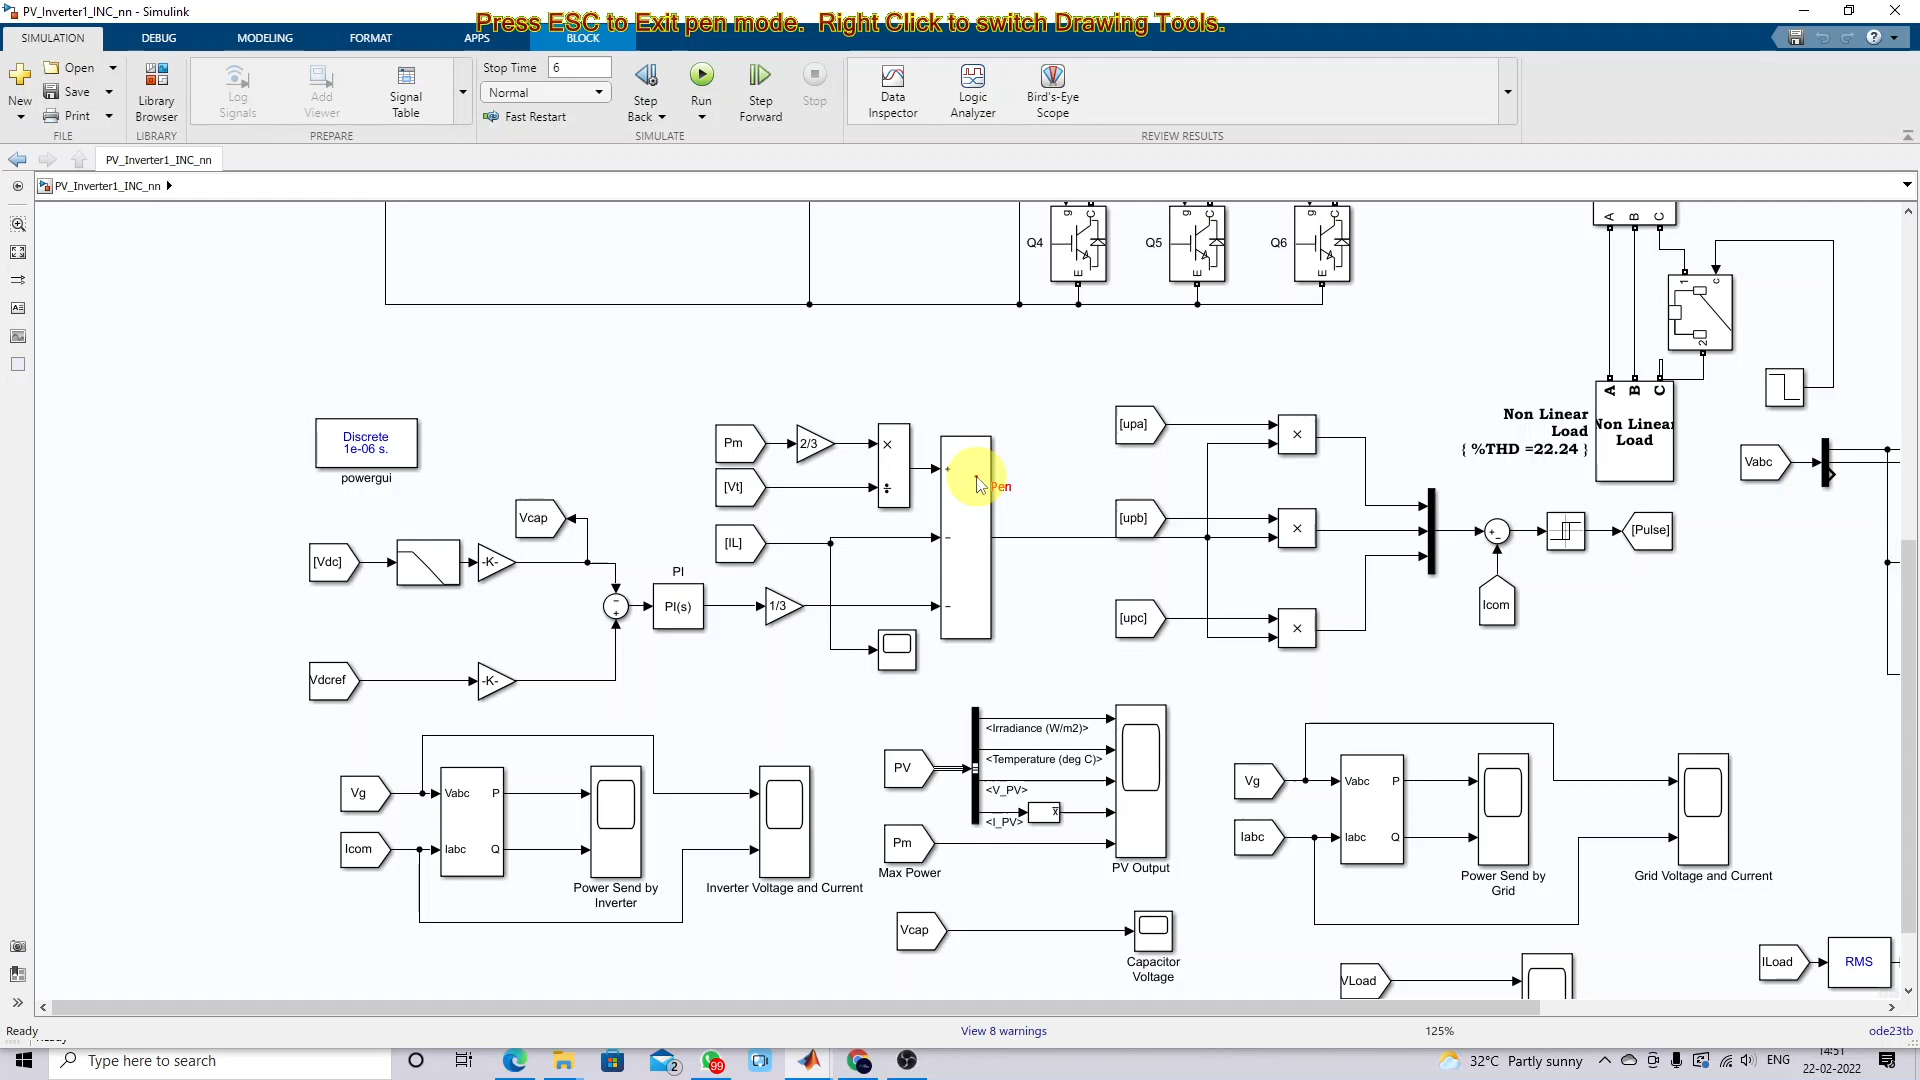 PV_Inverter1_INC_nn - Simulink
Press ESC to Exit pen mode.  Right Click to switch Drawing Tools.
SIMULATION DEBUG MODELING FORMAT APPS BLOCK
New
Open
Save
Print
FILE
Library Browser
LIBRARY
Log Signals
Add Viewer
Signal Table
PREPARE
Stop Time 6
Normal
Fast Restart
Step Back
Run
Step Forward
Stop
SIMULATE
Data Inspector
Logic Analyzer
Bird's-Eye Scope
REVIEW RESULTS
PV_Inverter1_INC_nn
PV_Inverter1_INC_nn
g C E
Q4
g C E
Q5
g C E
Q6
A B C
1 c 2
A B C
Non Linear Load
Non Linear
Load
{ %THD =22.24 }
Discrete
1e-06 s.
powergui
Pm
2/3
×
÷
[Vt]
[IL]
+
−
−
Pen
[upa]
×
[upb]
×
[upc]
×
Icom
[Pulse]
Vabc
Vcap
[Vdc]
-K-
PI
PI(s)
1/3
Vdcref
-K-
Vg
Icom
Vabc P
Iabc Q
Power Send by
Inverter
Inverter Voltage and Current
PV
<Irradiance (W/m2)>
<Temperature (deg C)>
<V_PV>
<I_PV>
x
Pm
Max Power
PV Output
Vcap
Capacitor
Voltage
Vg
Iabc
Vabc P
Iabc Q
Power Send by
Grid
Grid Voltage and Current
VLoad
ILoad
RMS
Ready
View 8 warnings
125%
ode23tb
Type here to search
2
99
32°C Partly sunny
ENG
14:51
22-02-2022